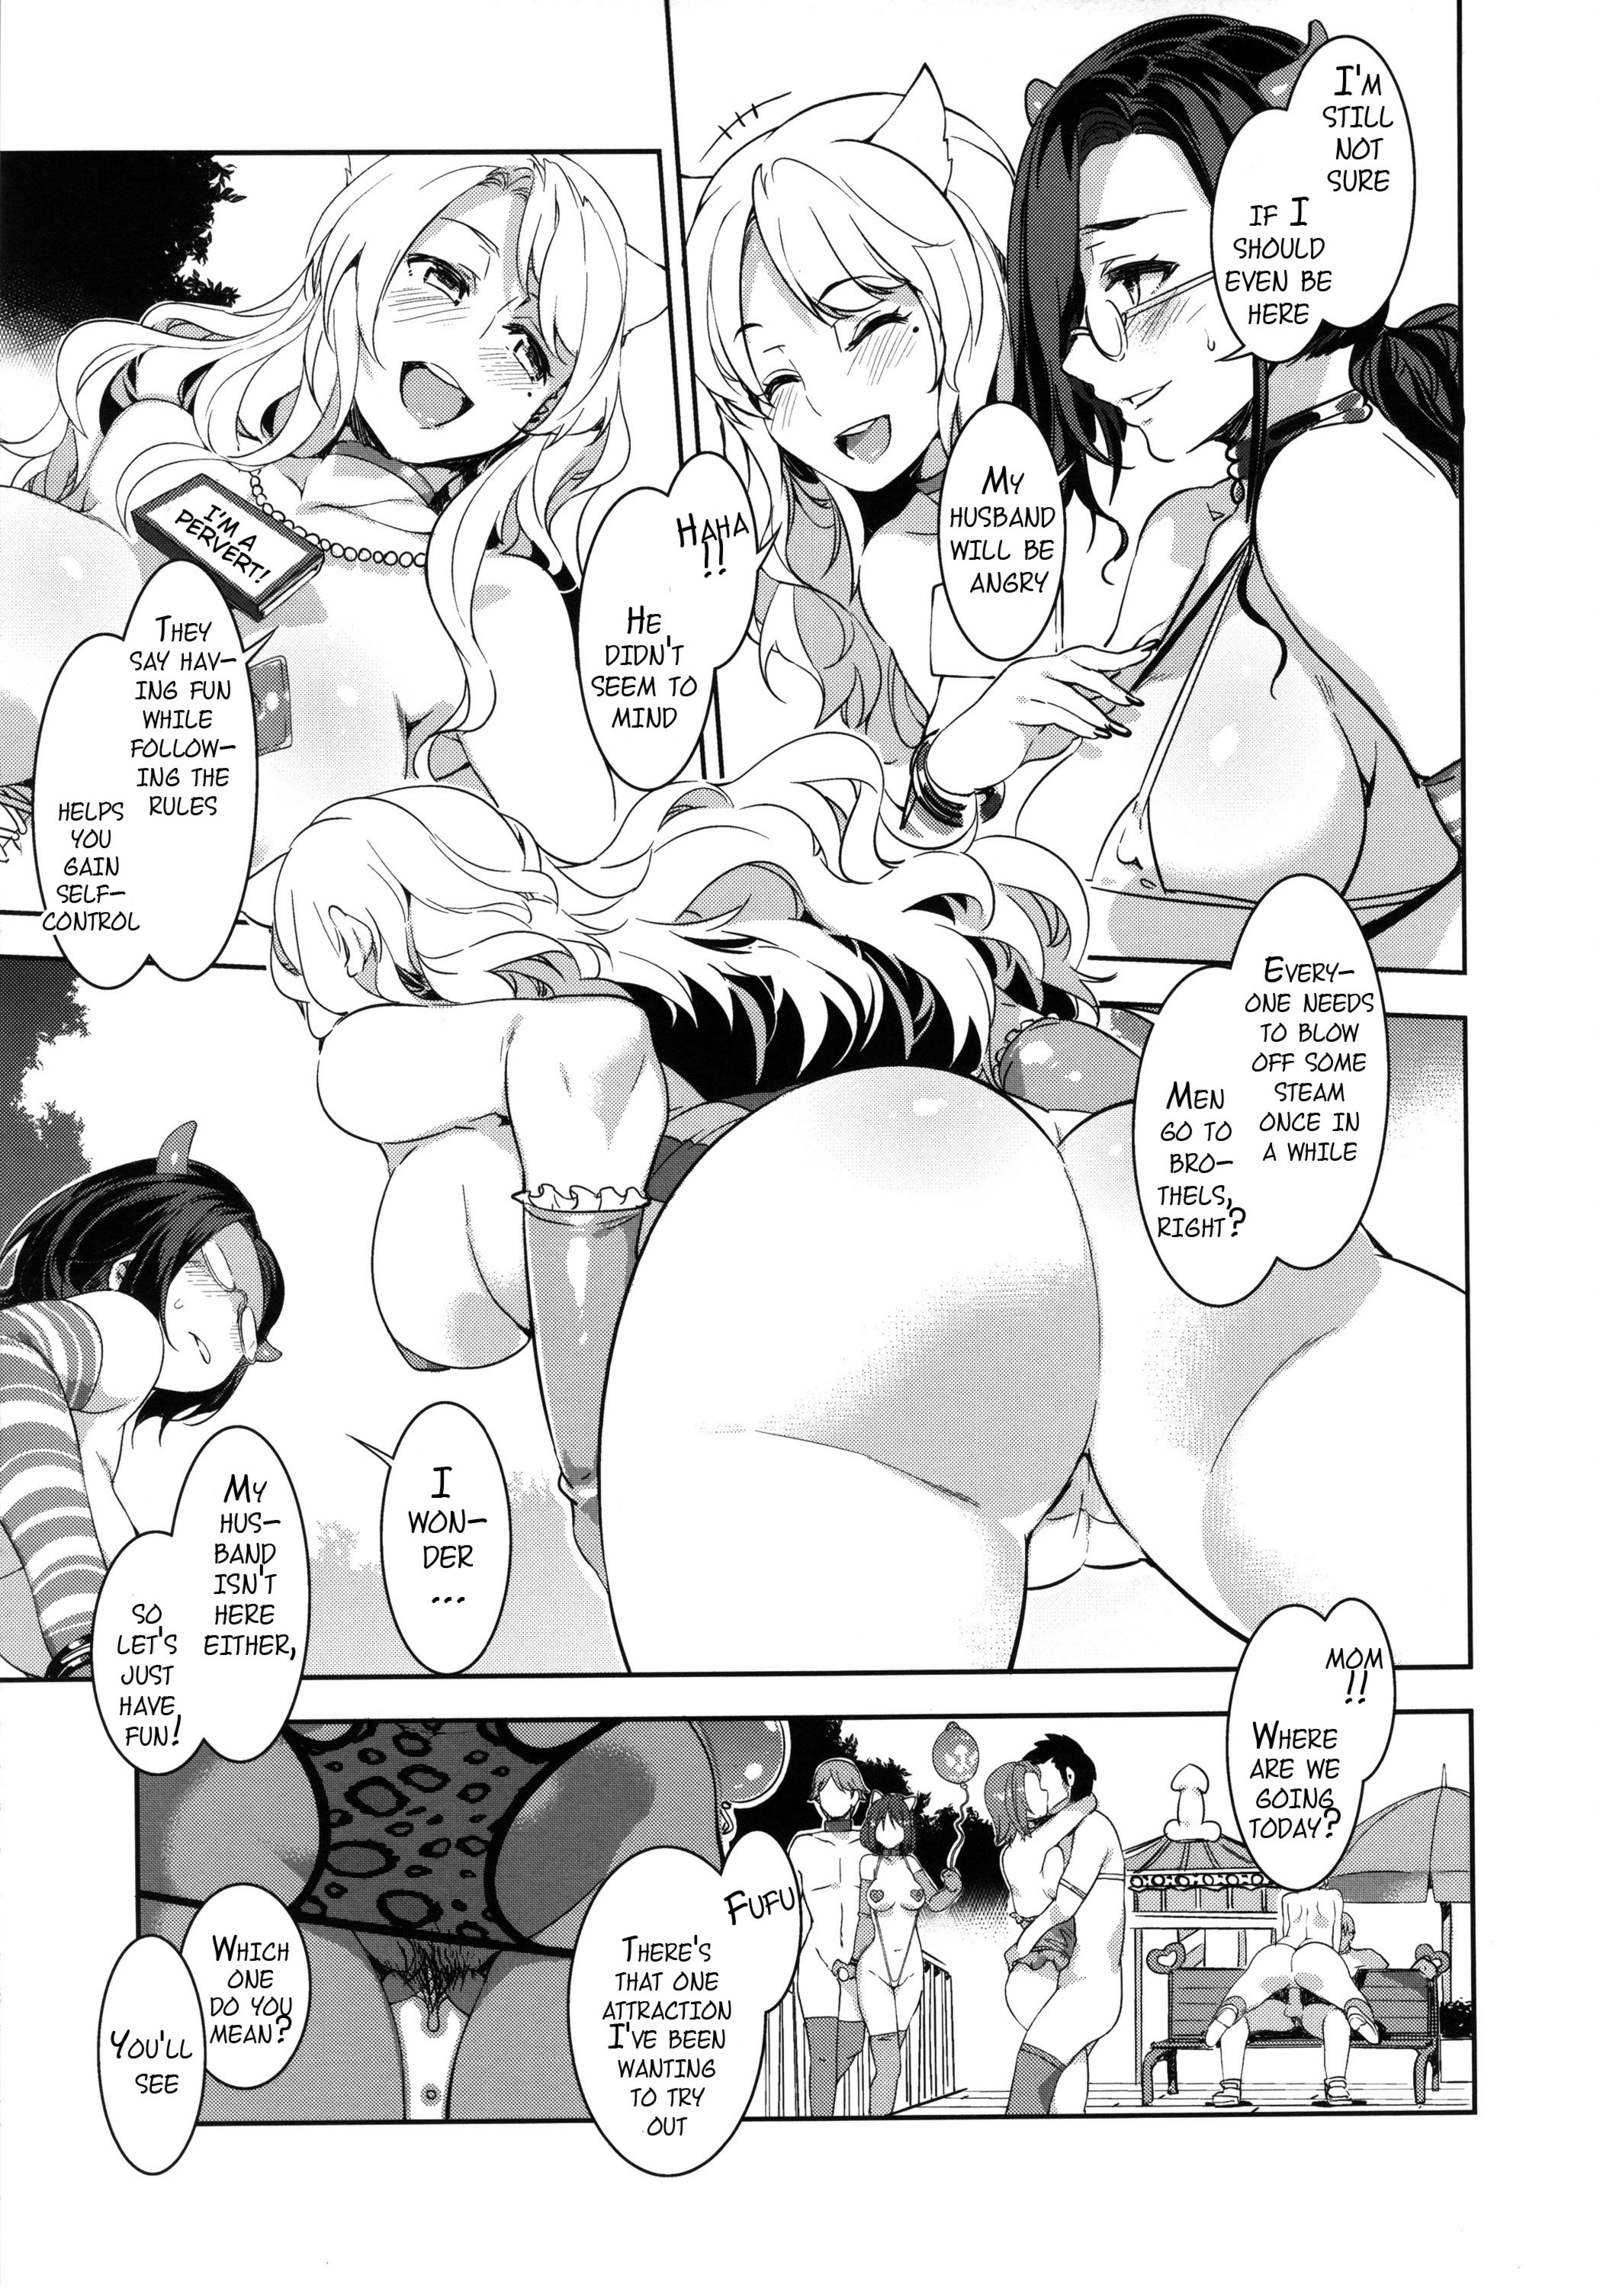 I'M
STILL
NOT
SURE
IF I
SHOULD
EVEN BE
HERE
MY
HUSBAND
WILL BE
ANGRY
HAHA
!!
HE
DIDN'T
SEEM TO
MIND
I'M A
PERVERT!
THEY
SAY HAV-
ING FUN
WHILE
FOLLOW-
ING THE
RULES
HELPS
YOU
GAIN
SELF-
CONTROL
EVERY-
ONE NEEDS
TO BLOW
OFF SOME
STEAM
ONCE IN
A WHILE
MEN
GO TO
BRO-
THELS,
RIGHT?
I
WON-
DER
...
MY
HUS-
BAND
ISN'T
HERE
EITHER,
SO
LET'S
JUST
HAVE
FUN!
MOM
!!
WHERE
ARE WE
GOING
TODAY?
FUFU
THERE'S
THAT ONE
ATTRACTION
I'VE BEEN
WANTING
TO TRY
OUT
WHICH
ONE
DO YOU
MEAN?
YOU'LL
SEE